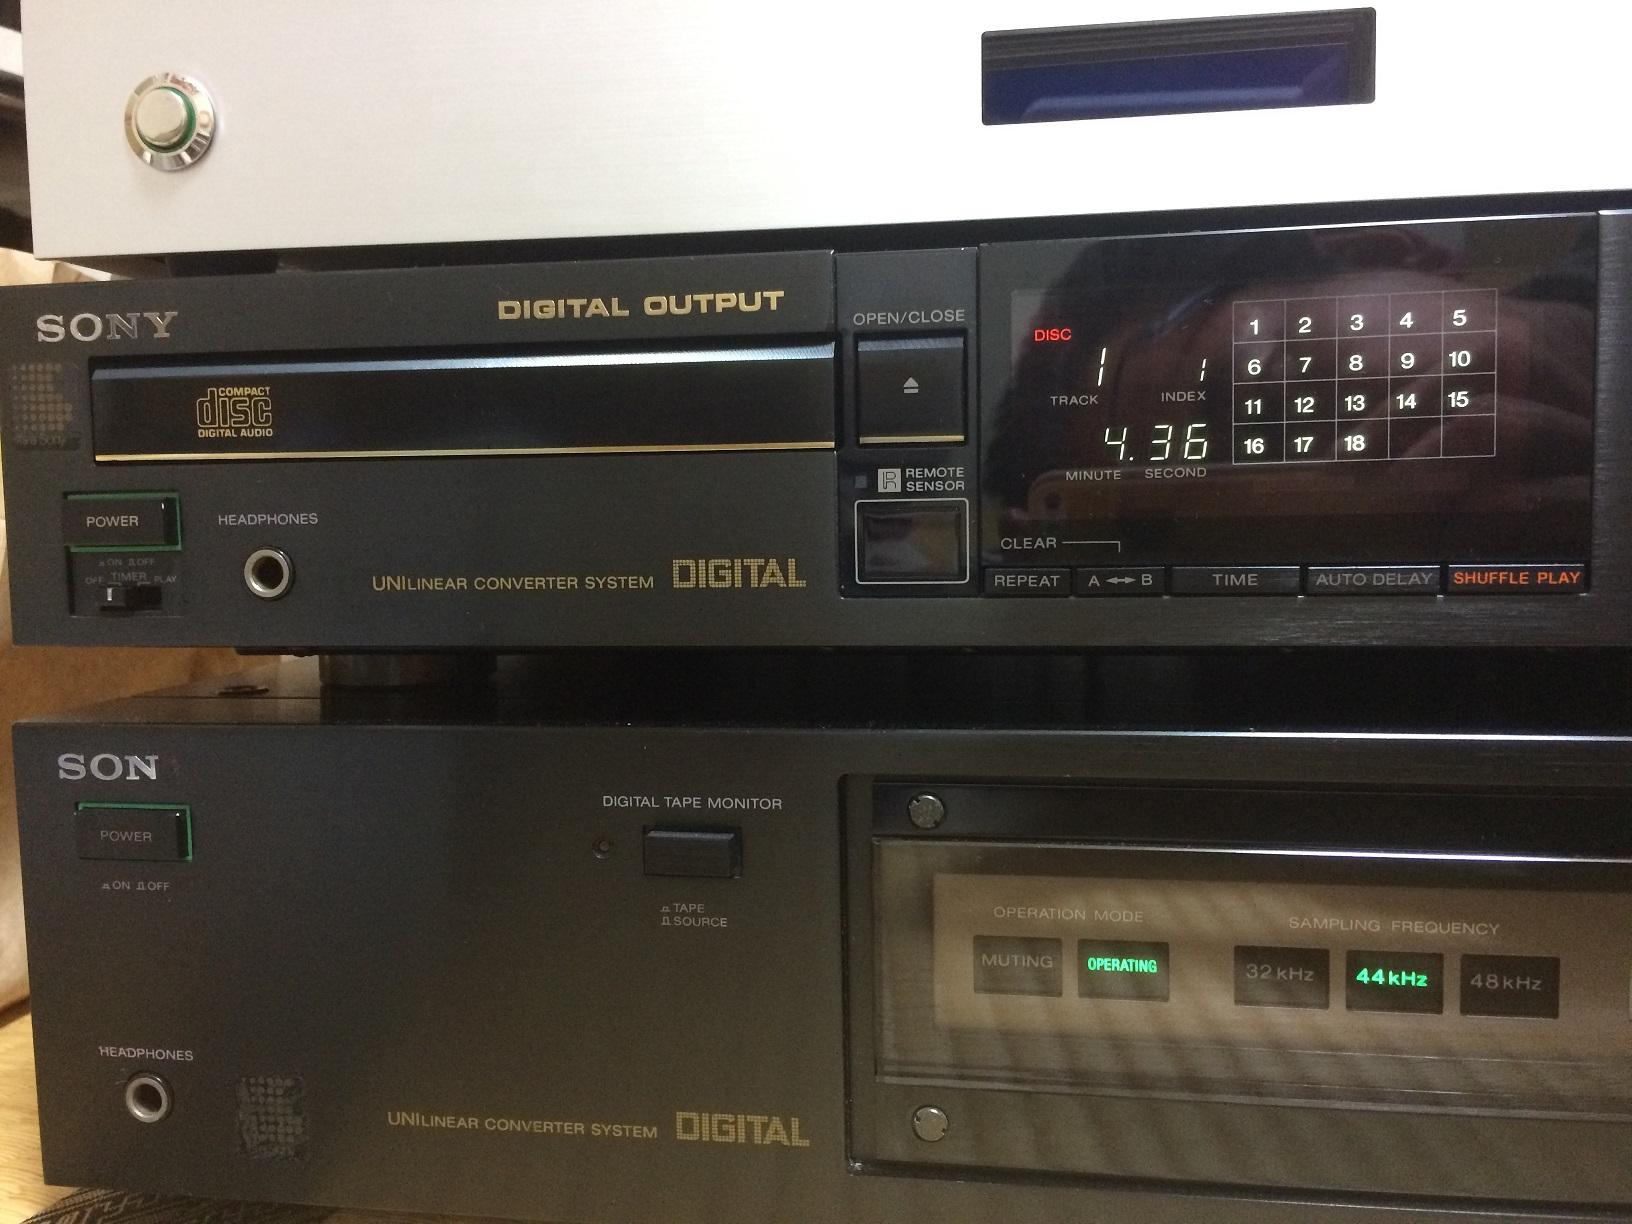 SONY
DIGITAL OUTPUT
OPEN/CLOSE
COMPACT
disc
DIGITAL AUDIO
DISC
1 1
TRACK INDEX
4. 36
MINUTE SECOND
1 2 3 4 5
6 7 8 9 10
11 12 13 14 15
16 17 18
R REMOTE
SENSOR
POWER
ON OFF
OFF TIMER PLAY
HEADPHONES
UNILINEAR CONVERTER SYSTEM DIGITAL
CLEAR
REPEAT A B TIME AUTO DELAY SHUFFLE PLAY
SON
POWER
ON OFF
DIGITAL TAPE MONITOR
TAPE
SOURCE
OPERATION MODE SAMPLING FREQUENCY
MUTING OPERATING 32kHz 44kHz 48kHz
HEADPHONES
UNILINEAR CONVERTER SYSTEM DIGITAL